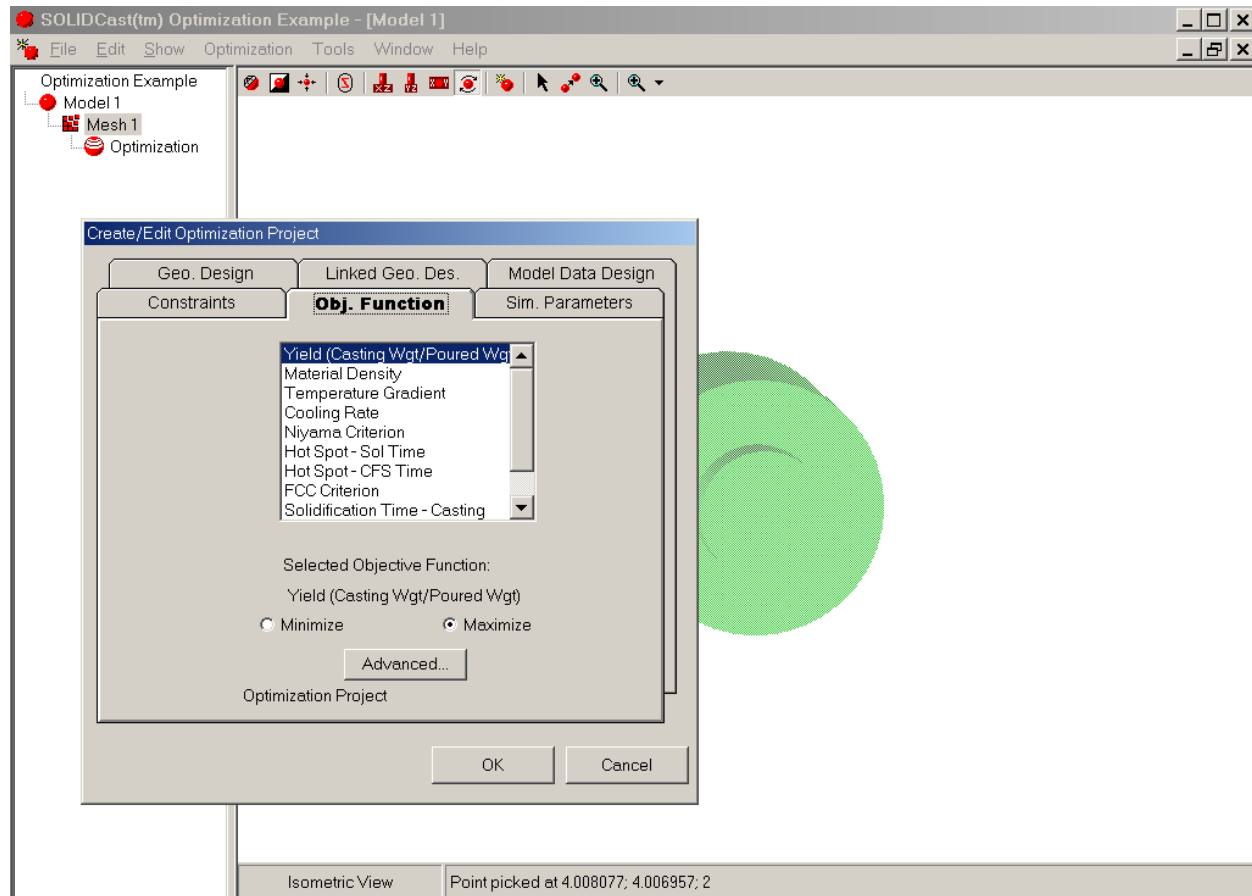 SOLIDCast(tm) Optimization Example - [Model 1]
File Edit Show Optimization Tools Window Help
Optimization Example
Model 1
Mesh 1
Optimization
Create/Edit Optimization Project
Geo. Design Linked Geo. Des. Model Data Design
Constraints Obj. Function Sim. Parameters
Yield (Casting Wgt/Poured Wgt
Material Density
Temperature Gradient
Cooling Rate
Niyama Criterion
Hot Spot - Sol Time
Hot Spot - CFS Time
FCC Criterion
Solidification Time - Casting
Selected Objective Function:
Yield (Casting Wgt/Poured Wgt)
Minimize Maximize
Advanced...
Optimization Project
OK Cancel
Isometric View Point picked at 4.008077; 4.006957; 2